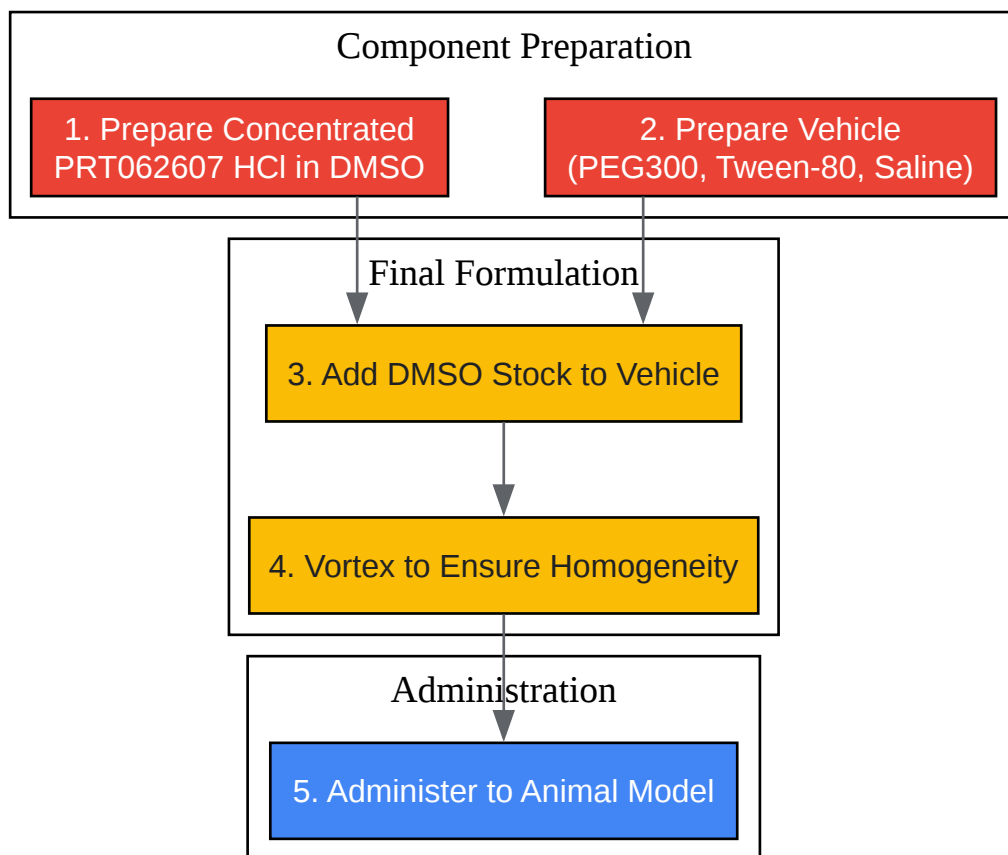 Component Preparation
1. Prepare Concentrated
PRT062607 HCl in DMSO
2. Prepare Vehicle
(PEG300, Tween-80, Saline)
Final Formulation
3. Add DMSO Stock to Vehicle
4. Vortex to Ensure Homogeneity
Administration
5. Administer to Animal Model